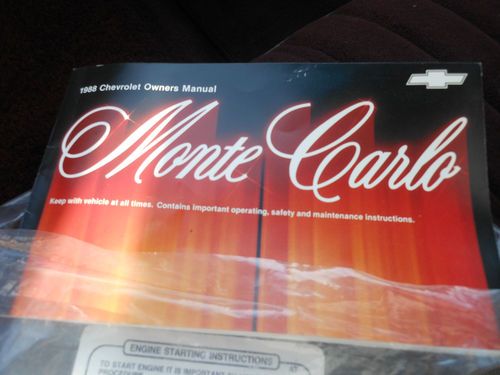 1988 Chevrolet Owners Manual
Monte Carlo
Keep with vehicle at all times. Contains important operating, safety and maintenance instructions.
ENGINE STARTING INSTRUCTIONS
TO START ENGINE IT IS IMPORTANT
PROCEDURE